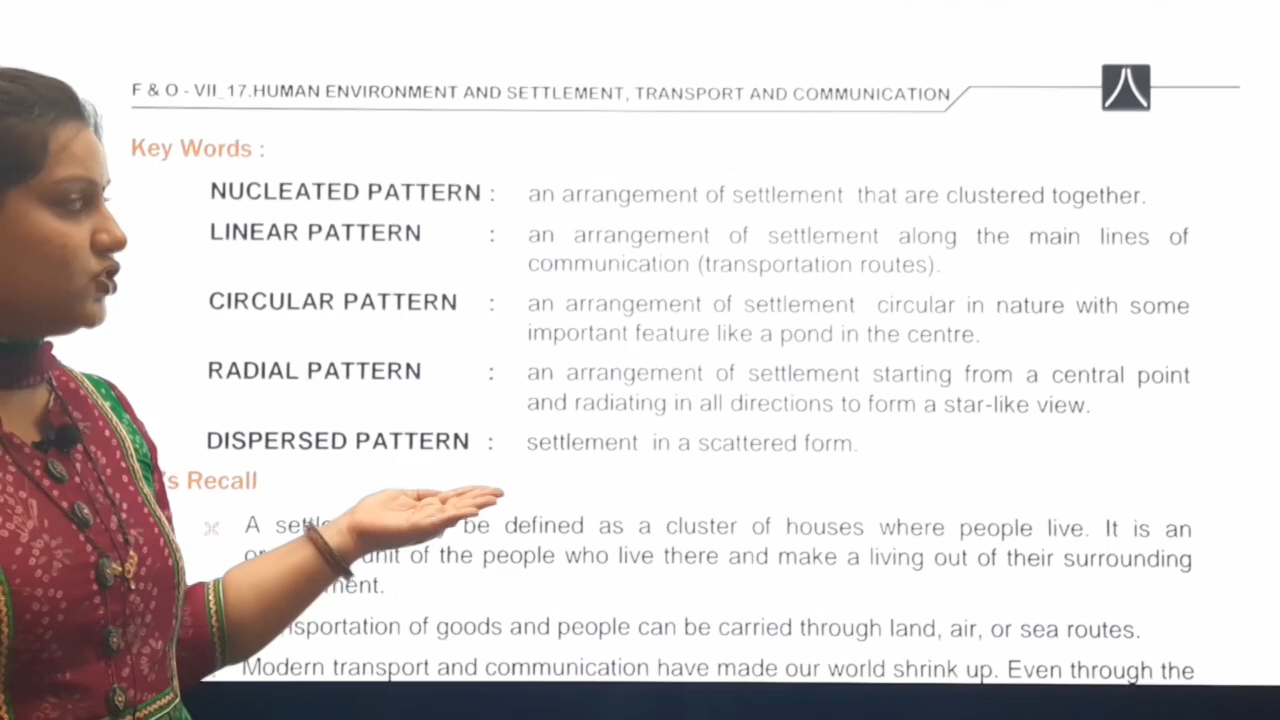 F & O - VII_17.HUMAN ENVIRONMENT AND SETTLEMENT, TRANSPORT AND COMMUNICATION
Key Words :
NUCLEATED PATTERN : an arrangement of settlement that are clustered together.
LINEAR PATTERN : an arrangement of settlement along the main lines of
communication (transportation routes).
CIRCULAR PATTERN : an arrangement of settlement circular in nature with some
important feature like a pond in the centre.
RADIAL PATTERN : an arrangement of settlement starting from a central point
and radiating in all directions to form a star-like view.
DISPERSED PATTERN : settlement in a scattered form.
's Recall
A be defined as a cluster of houses where people live. It is an
unit of the people who live there and make a living out of their surrounding
of goods and people can be carried through land, air, or sea routes.
Modern transport and communication have made our world shrink up. Even through the